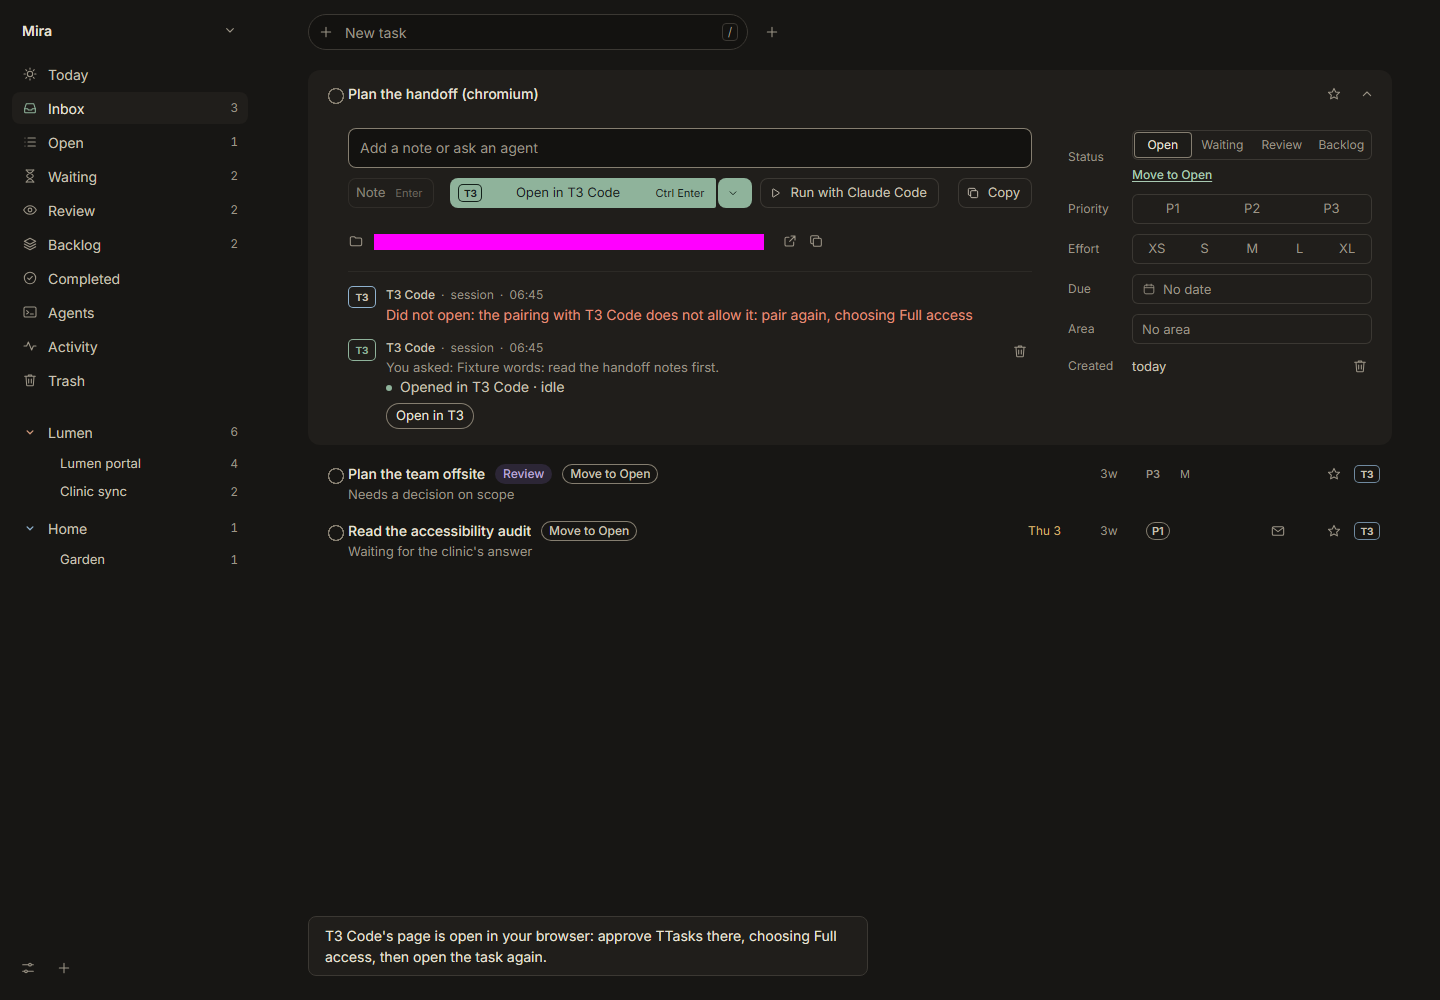 Mira
Today
Inbox 3
Open 1
Waiting 2
Review 2
Backlog 2
Completed
Agents
Activity
Trash
Lumen 6
Lumen portal 4
Clinic sync 2
Home 1
Garden 1
New task /
Plan the handoff (chromium)
Add a note or ask an agent
Note Enter T3 Open in T3 Code Ctrl Enter Run with Claude Code Copy
T3 T3 Code · session · 06:45
Did not open: the pairing with T3 Code does not allow it: pair again, choosing Full access
T3 T3 Code · session · 06:45
You asked: Fixture words: read the handoff notes first.
Opened in T3 Code · idle
Open in T3
Status Open Waiting Review Backlog
Move to Open
Priority P1 P2 P3
Effort XS S M L XL
Due No date
Area No area
Created today
Plan the team offsite Review Move to Open 3w P3 M T3
Needs a decision on scope
Read the accessibility audit Move to Open Thu 3 3w P1 T3
Waiting for the clinic's answer
T3 Code's page is open in your browser: approve TTasks there, choosing Full
access, then open the task again.